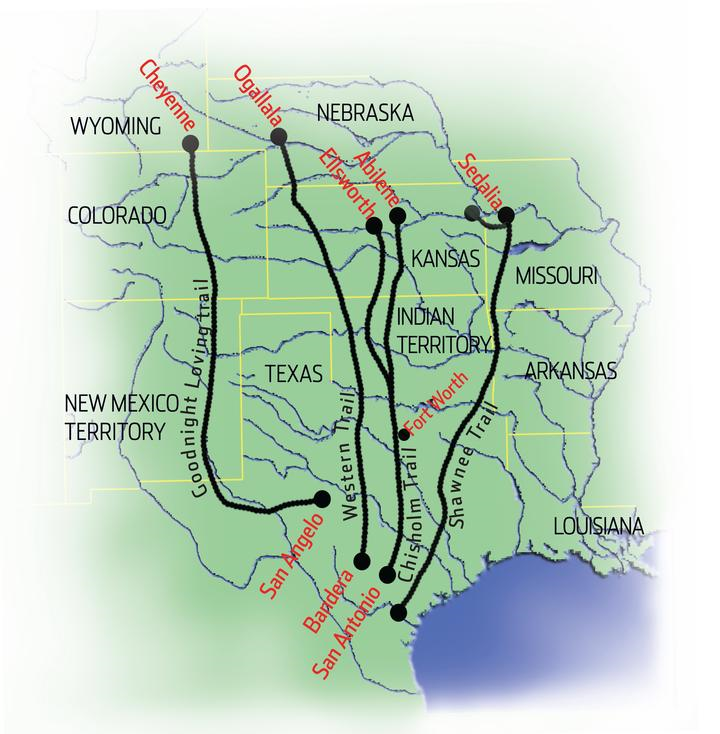 Cheyenne
Ogallala
NEBRASKA
WYOMING
Ellsworth
Abilene
Sedalia
COLORADO
KANSAS
MISSOURI
INDIAN
TERRITORY
TEXAS
ARKANSAS
NEW MEXICO
TERRITORY
Goodnight Loving trail
Western Trail
Fort Worth
Chisholm Trail
Shawnee Trail
LOUISIANA
San Angelo
Bandera
San Antonio